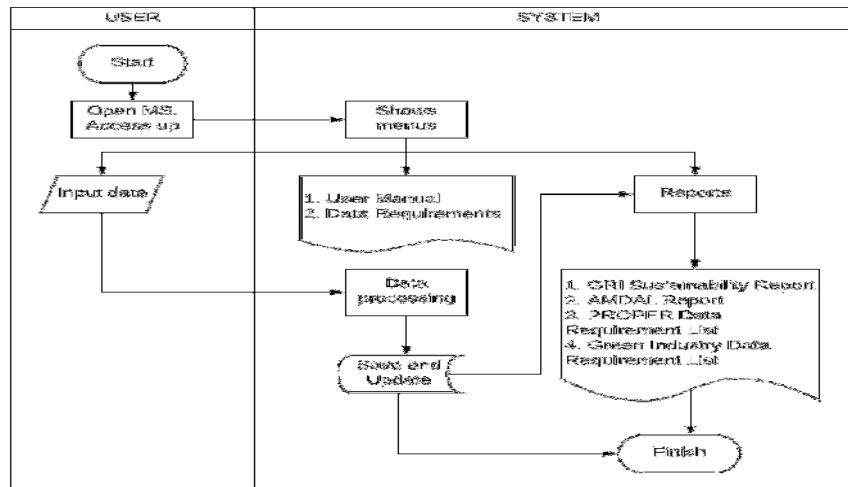 USER
SYSTEM
Start
Open MS.
Access up
Shows
menus
Input data
1. User Manual
2. Data Requirements
Reports
Data
processing
1. GRI Sustainability Report
2. AMDAL Report
3. PROPER Data
Requirement List
4. Green Industry Data
Requirement List
Save and
Update
Finish